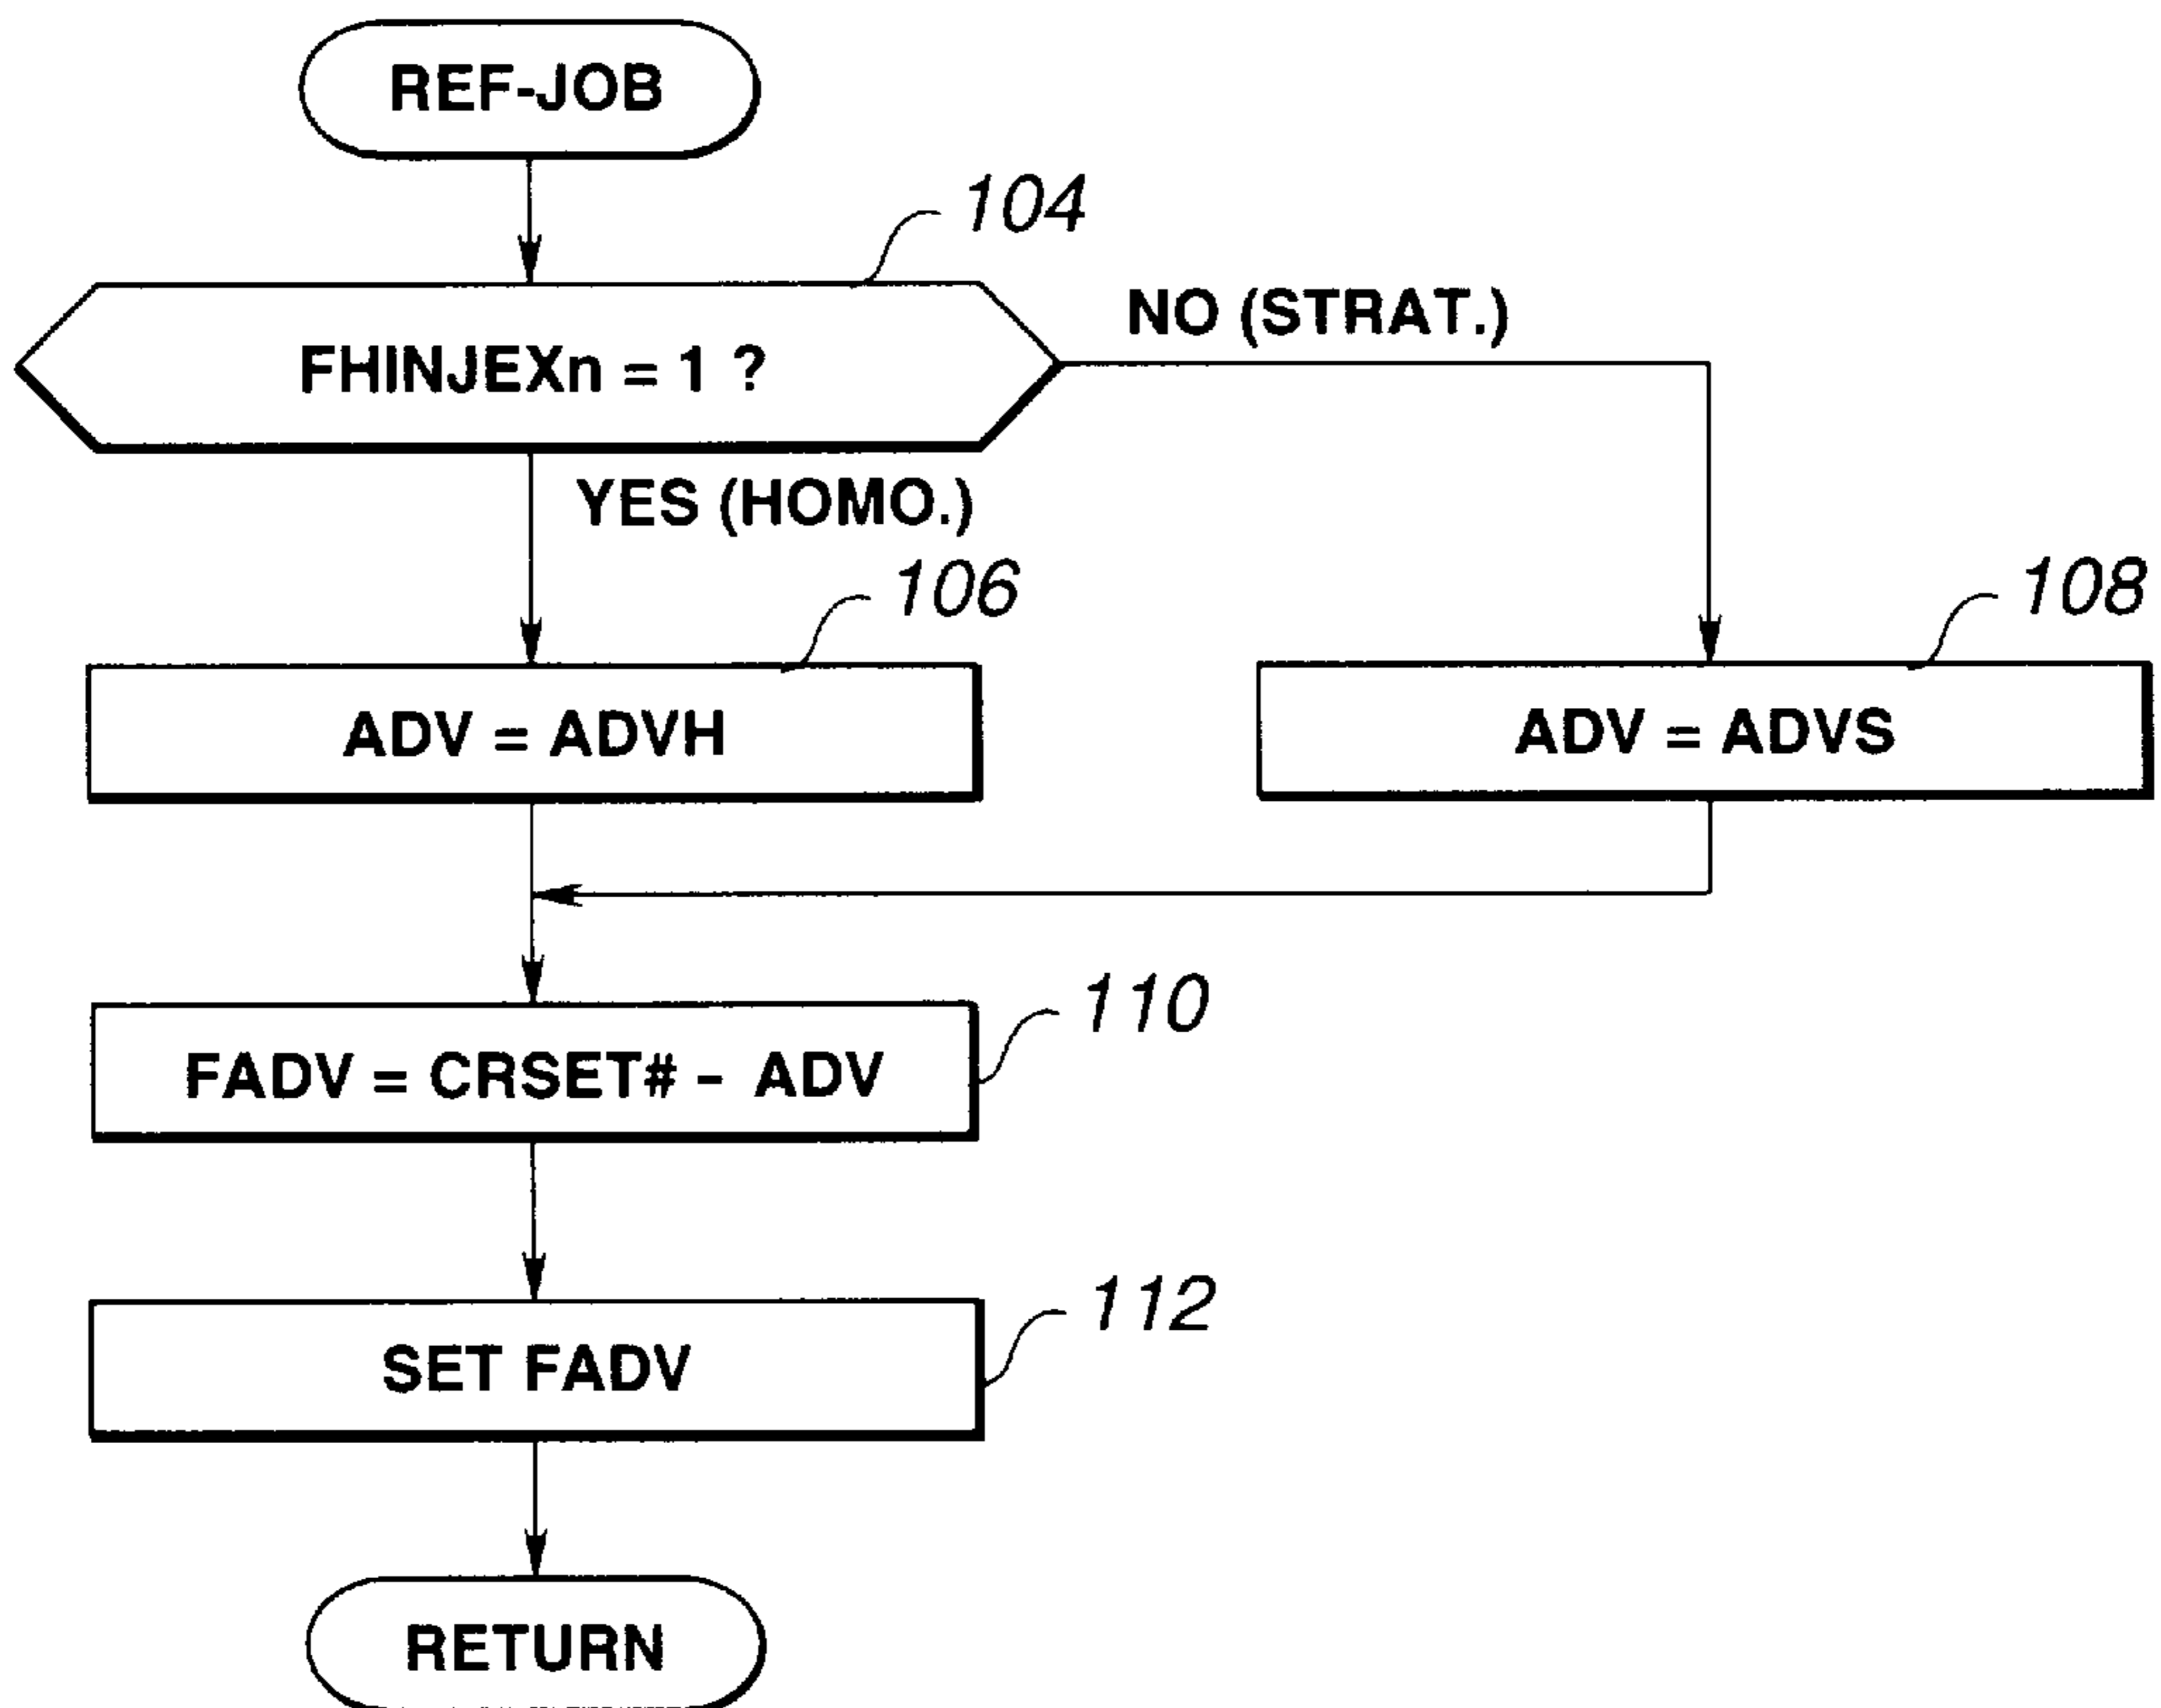 REF-JOB
104
FHINJEXn = 1 ?
NO (STRAT.)
YES (HOMO.)
106
108
ADV = ADVH
ADV = ADVS
110
FADV = CRSET# - ADV
112
SET FADV
RETURN